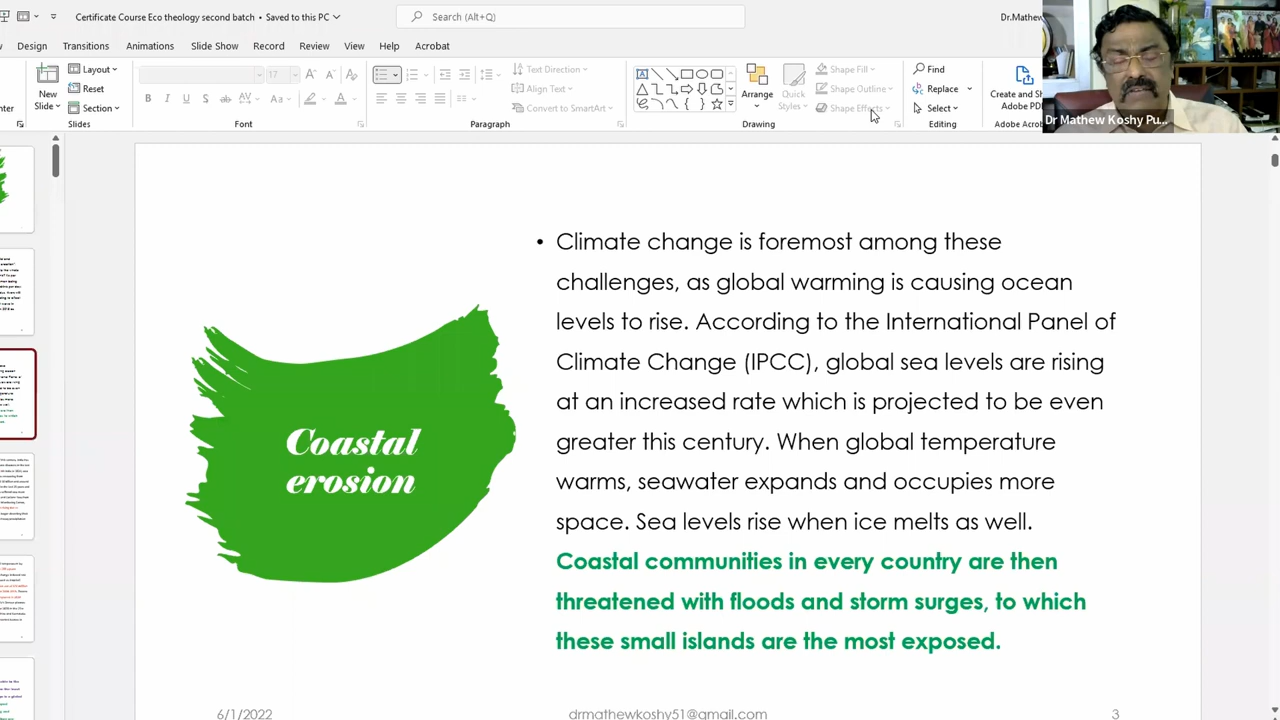 Certificate Course Eco theology second batch • Saved to this PC
Search (Alt+Q)
Dr.Mathew
Design Transitions Animations Slide Show Record Review View Help Acrobat
New
Slide
Layout
Reset
Section
Slides
17
Font
Text Direction
Align Text
Convert to SmartArt
Paragraph
Arrange
Quick
Styles
Shape Fill
Shape Outline
Shape Effects
Drawing
Find
Replace
Select
Editing
Create and Sh
Adobe PD
Adobe Acro
Dr Mathew Koshy Pu...
Coastal
erosion
• Climate change is foremost among these
challenges, as global warming is causing ocean
levels to rise. According to the International Panel of
Climate Change (IPCC), global sea levels are rising
at an increased rate which is projected to be even
greater this century. When global temperature
warms, seawater expands and occupies more
space. Sea levels rise when ice melts as well.
Coastal communities in every country are then
threatened with floods and storm surges, to which
these small islands are the most exposed.
6/1/2022
drmathewkoshy51@gmail.com
3